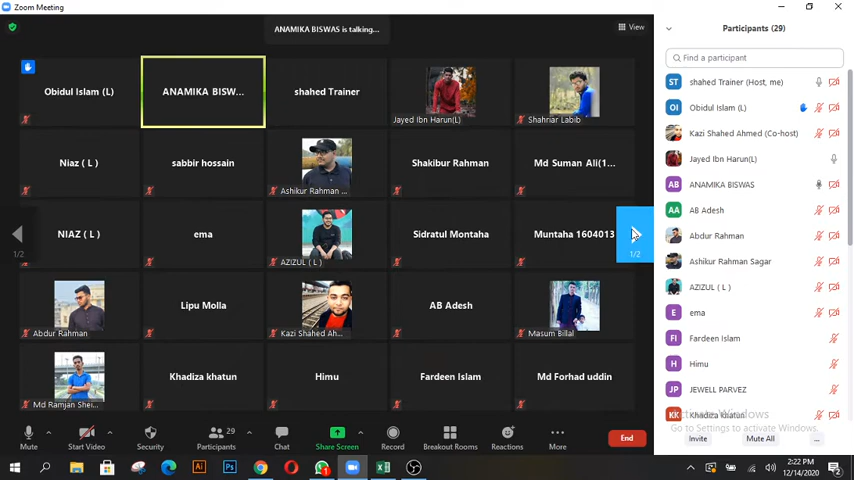 Zoom Meeting
ANAMIKA BISWAS is talking...
View
Participants (29)
Find a participant
Obidul Islam (L)
ANAMIKA BISW...
shahed Trainer
Jayed Ibn Harun(L)
Shahriar Labib
Niaz ( L )
sabbir hossain
Ashikur Rahman ...
Shakibur Rahman
Md Suman Ali(1...
NIAZ ( L )
ema
AZIZUL ( L )
Sidratul Montaha
Muntaha 1604013
1/2
1/2
Abdur Rahman
Lipu Molla
Kazi Shahed Ah...
AB Adesh
Masum Billal
Md Ramjan Shei...
Khadiza khatun
Himu
Fardeen Islam
Md Forhad uddin
ST shahed Trainer (Host, me)
OI Obidul Islam (L)
Kazi Shahed Ahmed (Co-host)
Jayed Ibn Harun(L)
AB ANAMIKA BISWAS
AA AB Adesh
Abdur Rahman
Ashikur Rahman Sagar
AZIZUL ( L )
E ema
FI Fardeen Islam
H Himu
JP JEWELL PARVEZ
KK Khadiza khatun
Activate Windows
Go to Settings to activate Windows.
Invite
Mute All
...
Mute
Start Video
Security
Participants
29
Chat
Share Screen
Record
Breakout Rooms
Reactions
More
End
Ai
Ps
1
2:22 PM
12/14/2020
2